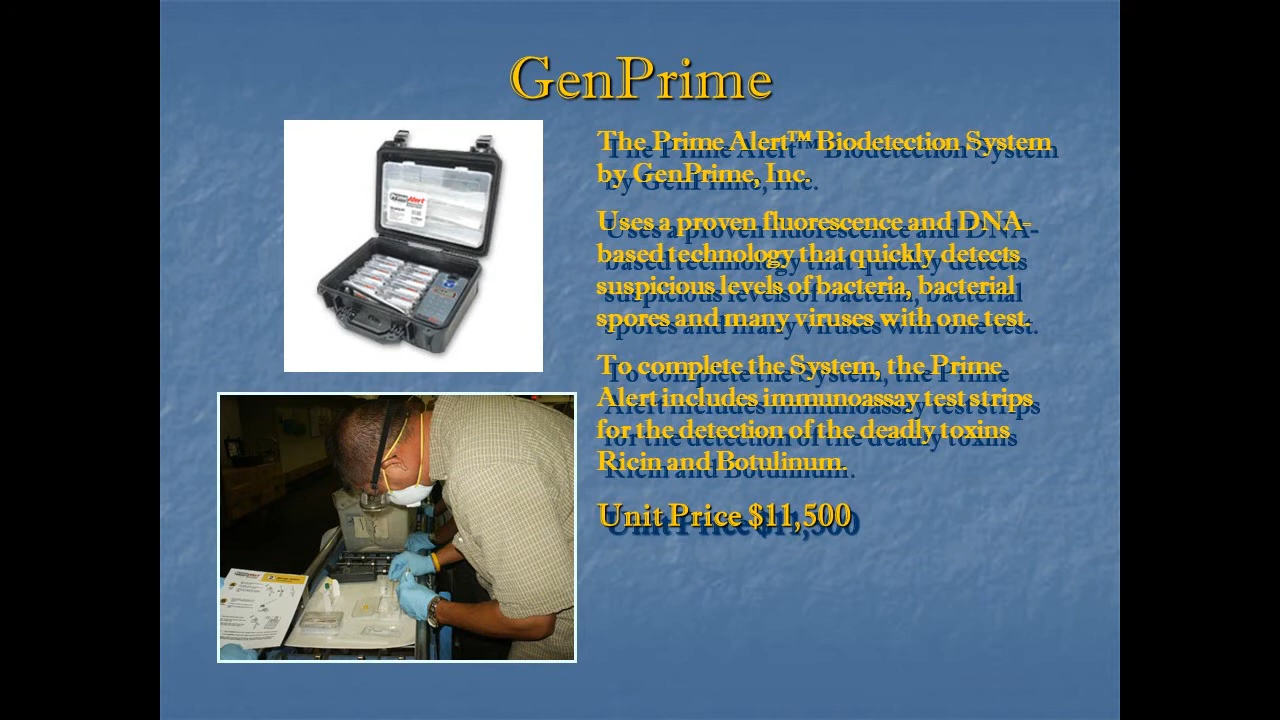 GenPrime
The Prime Alert™ Biodetection System
by GenPrime, Inc.
Uses a proven fluorescence and DNA-
based technology that quickly detects
suspicious levels of bacteria, bacterial
spores and many viruses with one test.
To complete the System, the Prime
Alert includes immunoassay test strips
for the detection of the deadly toxins
Ricin and Botulinum.
Unit Price $11,500